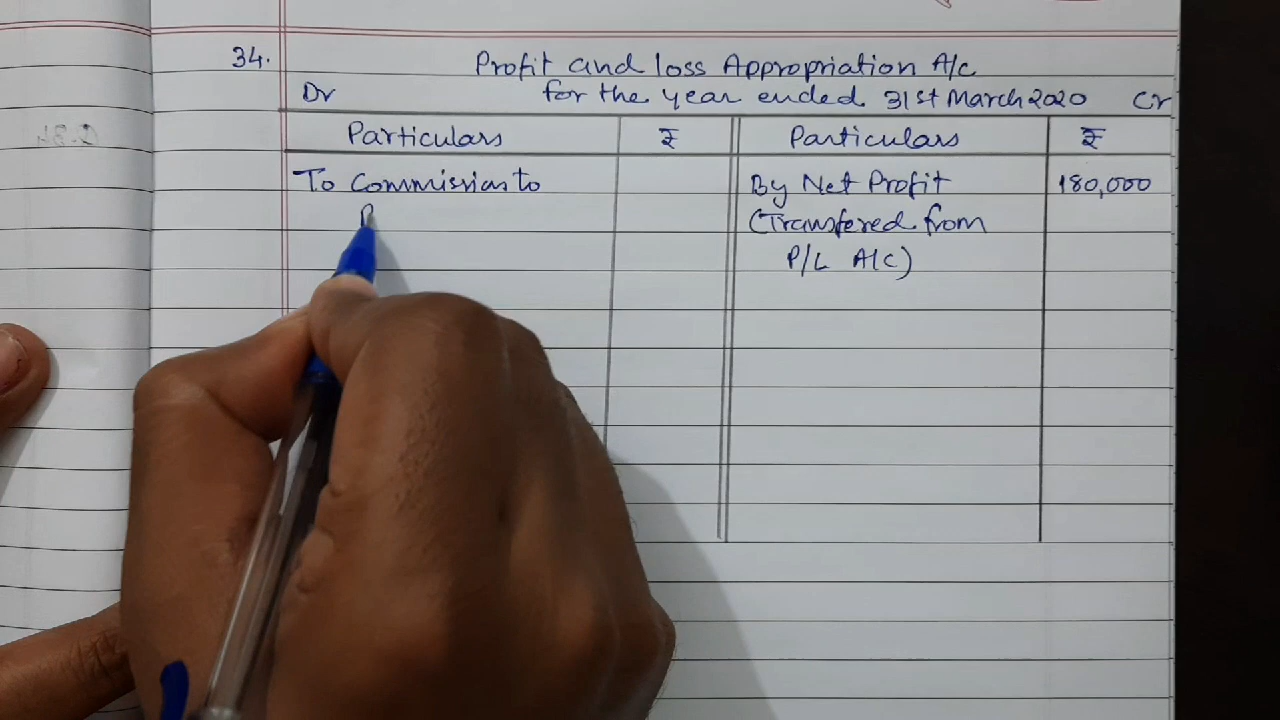 34.
Profit and loss Appropriation A/c
Dr for the year ended 31st March 2020 Cr
Particulars ₹ Particulars ₹
To Commission to By Net Profit 180,000
P (Transfered from
P/L A/C)